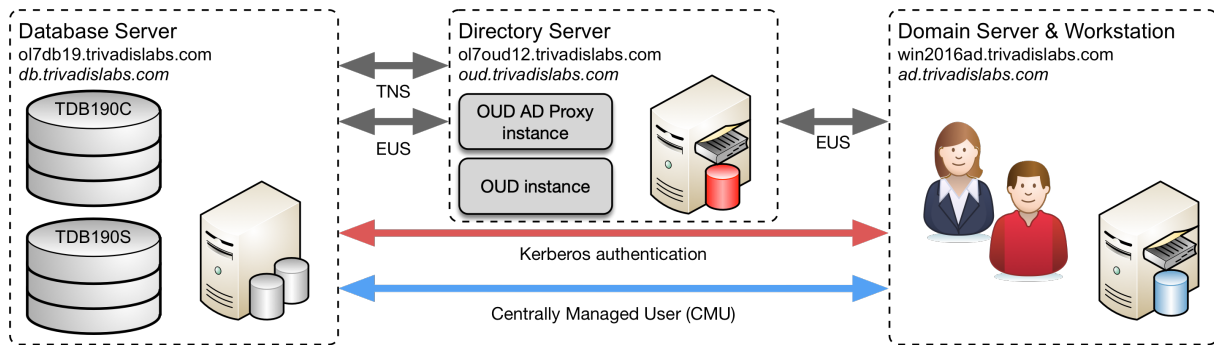 Database Server
ol7db19.trivadislabs.com
db.trivadislabs.com
TDB190C
TDB190S
TNS
EUS
Directory Server
ol7oud12.trivadislabs.com
oud.trivadislabs.com
OUD AD Proxy
instance
OUD instance
EUS
Kerberos authentication
Centrally Managed User (CMU)
Domain Server & Workstation
win2016ad.trivadislabs.com
ad.trivadislabs.com